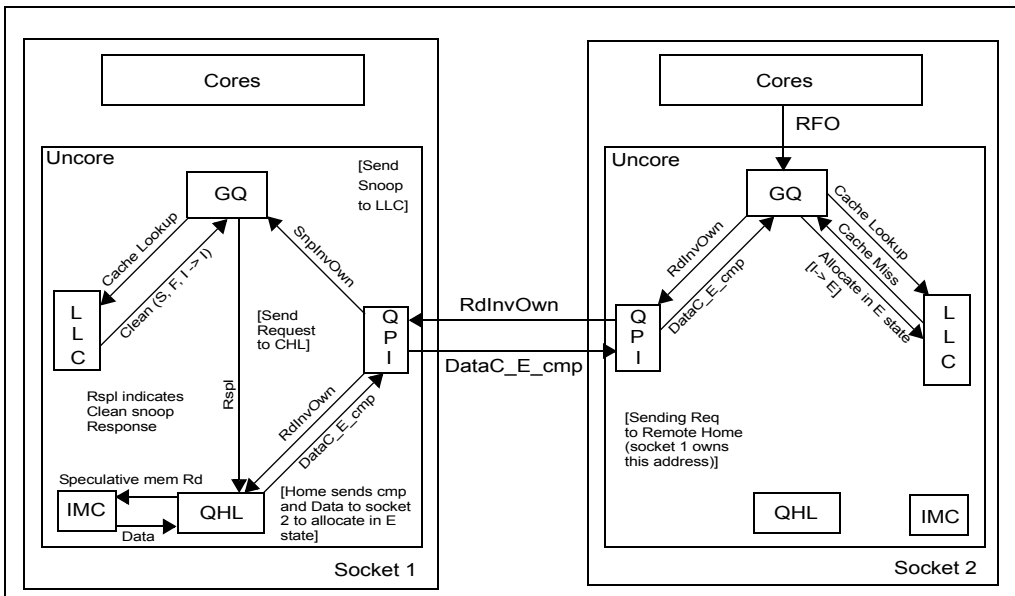 Cores
Uncore
[Send
Snoop
to LLC]
GQ
Cache Lookup
Clean (S, F, I -> I)
SnpInvOwn
L
L
C
[Send
Request
to CHL]
Q
P
I
RspI
Rspl indicates
Clean snoop
Response
RdInvOwn
DataC_E_cmp
Speculative mem Rd
IMC
Data
QHL
[Home sends cmp
and Data to socket
2 to allocate in E
state]
Socket 1
RdInvOwn
DataC_E_cmp
Cores
RFO
Uncore
GQ
RdInvOwn
DataC_E_cmp
Cache Lookup
Cache Miss
Allocate in E state
[I-> E]
Q
P
I
L
L
C
[Sending Req
to Remote Home
(socket 1 owns
this address)]
QHL
IMC
Socket 2